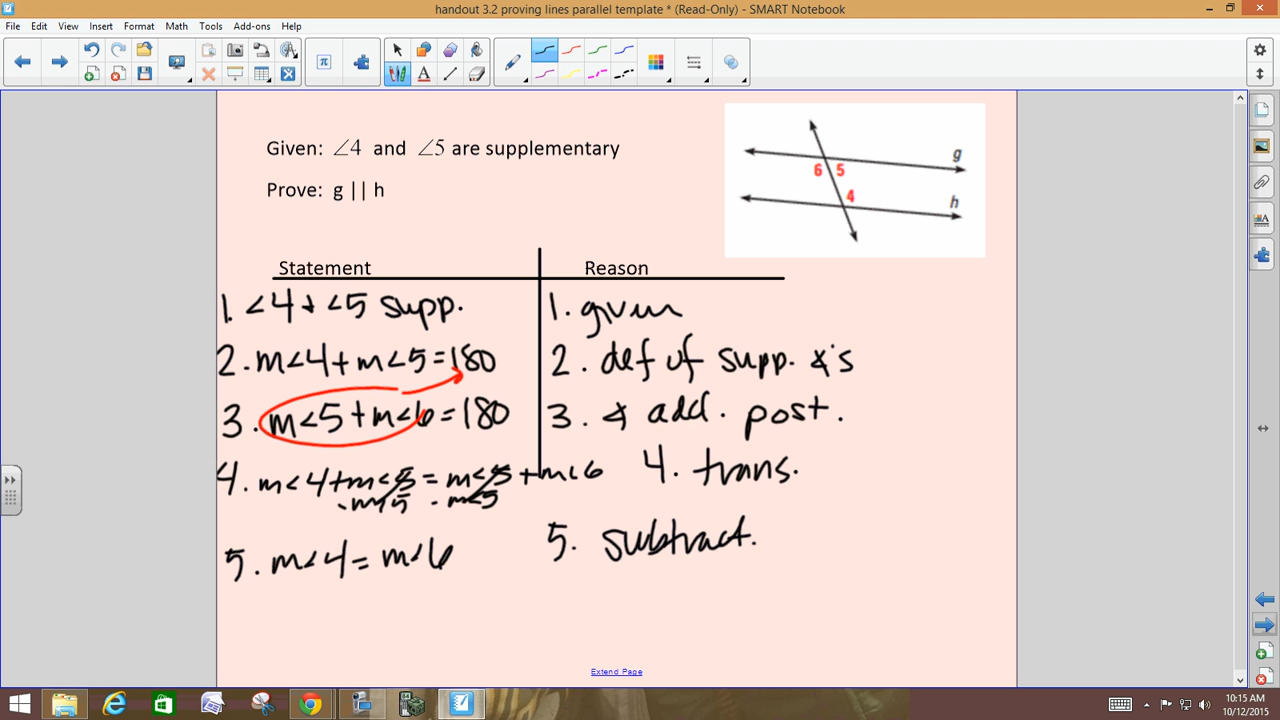 handout 3.2 proving lines parallel template * (Read-Only) - SMART Notebook
File Edit View Insert Format Math Tools Add-ons Help
Given: ∠4 and ∠5 are supplementary
Prove: g || h
g
6 5
4
h
Statement Reason
1. <4 + <5 supp. 1. given
2. m<4+m<5=180 2. def of supp. ∡'s
3. m<5+m<6=180 3. ∡ add. post.
4. m<4+m<5 = m<5+m<6 4. trans.
-m<5 -m<5
5. m<4=m<6 5. subtract.
Extend Page
10:15 AM
10/12/2015